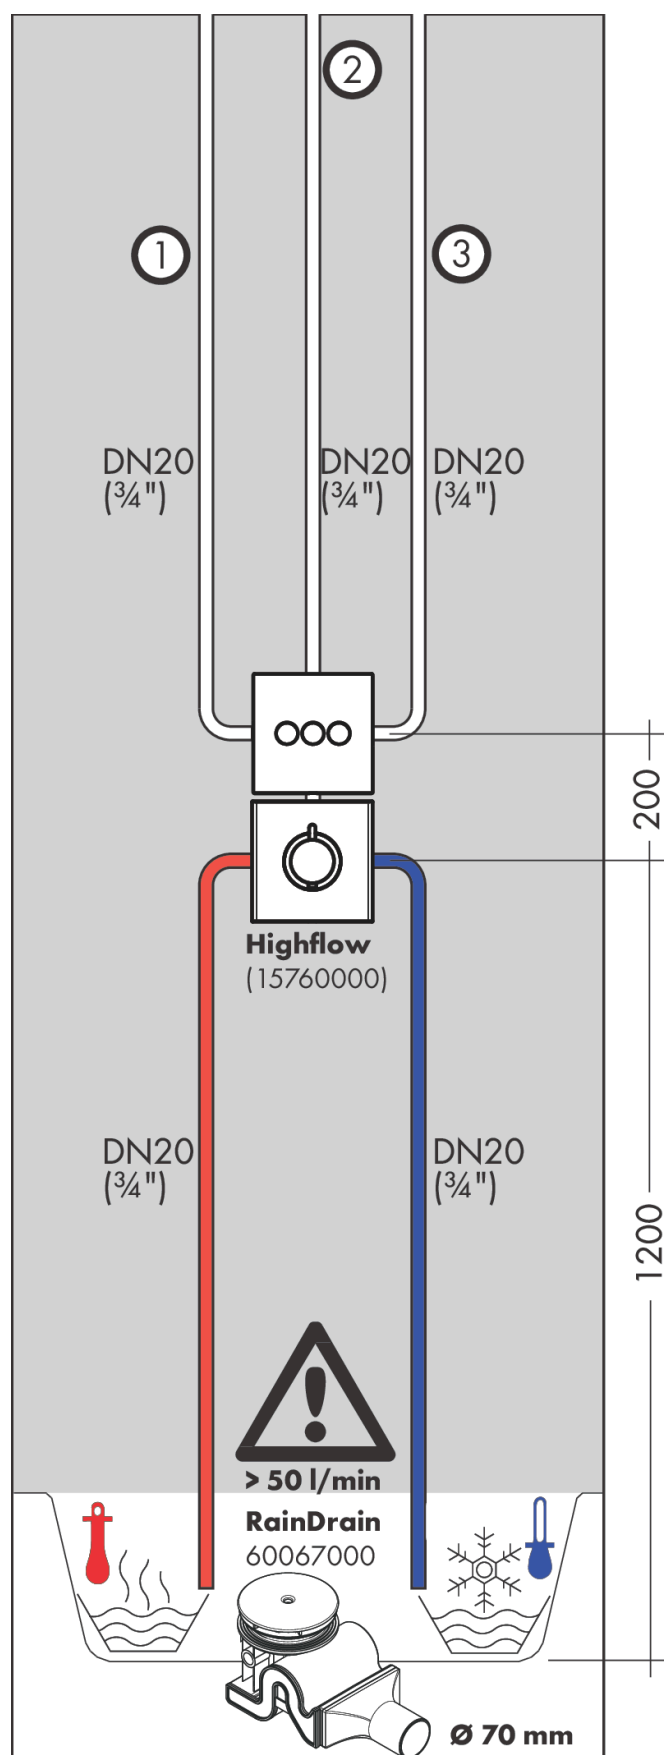 2
1
3
DN20
(¾")
DN20
(¾")
DN20
(¾")
200
Highflow
(15760000)
DN20
(¾")
DN20
(¾")
1200
> 50 l/min
RainDrain
60067000
Ø 70 mm